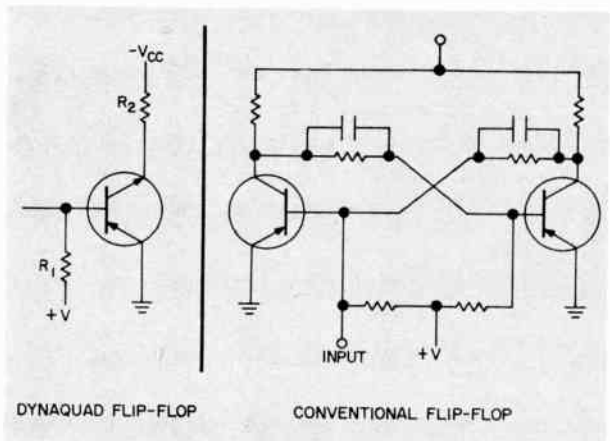 -VCC
R2
R1
+V
INPUT
+V
DYNAQUAD FLIP-FLOP
CONVENTIONAL FLIP-FLOP